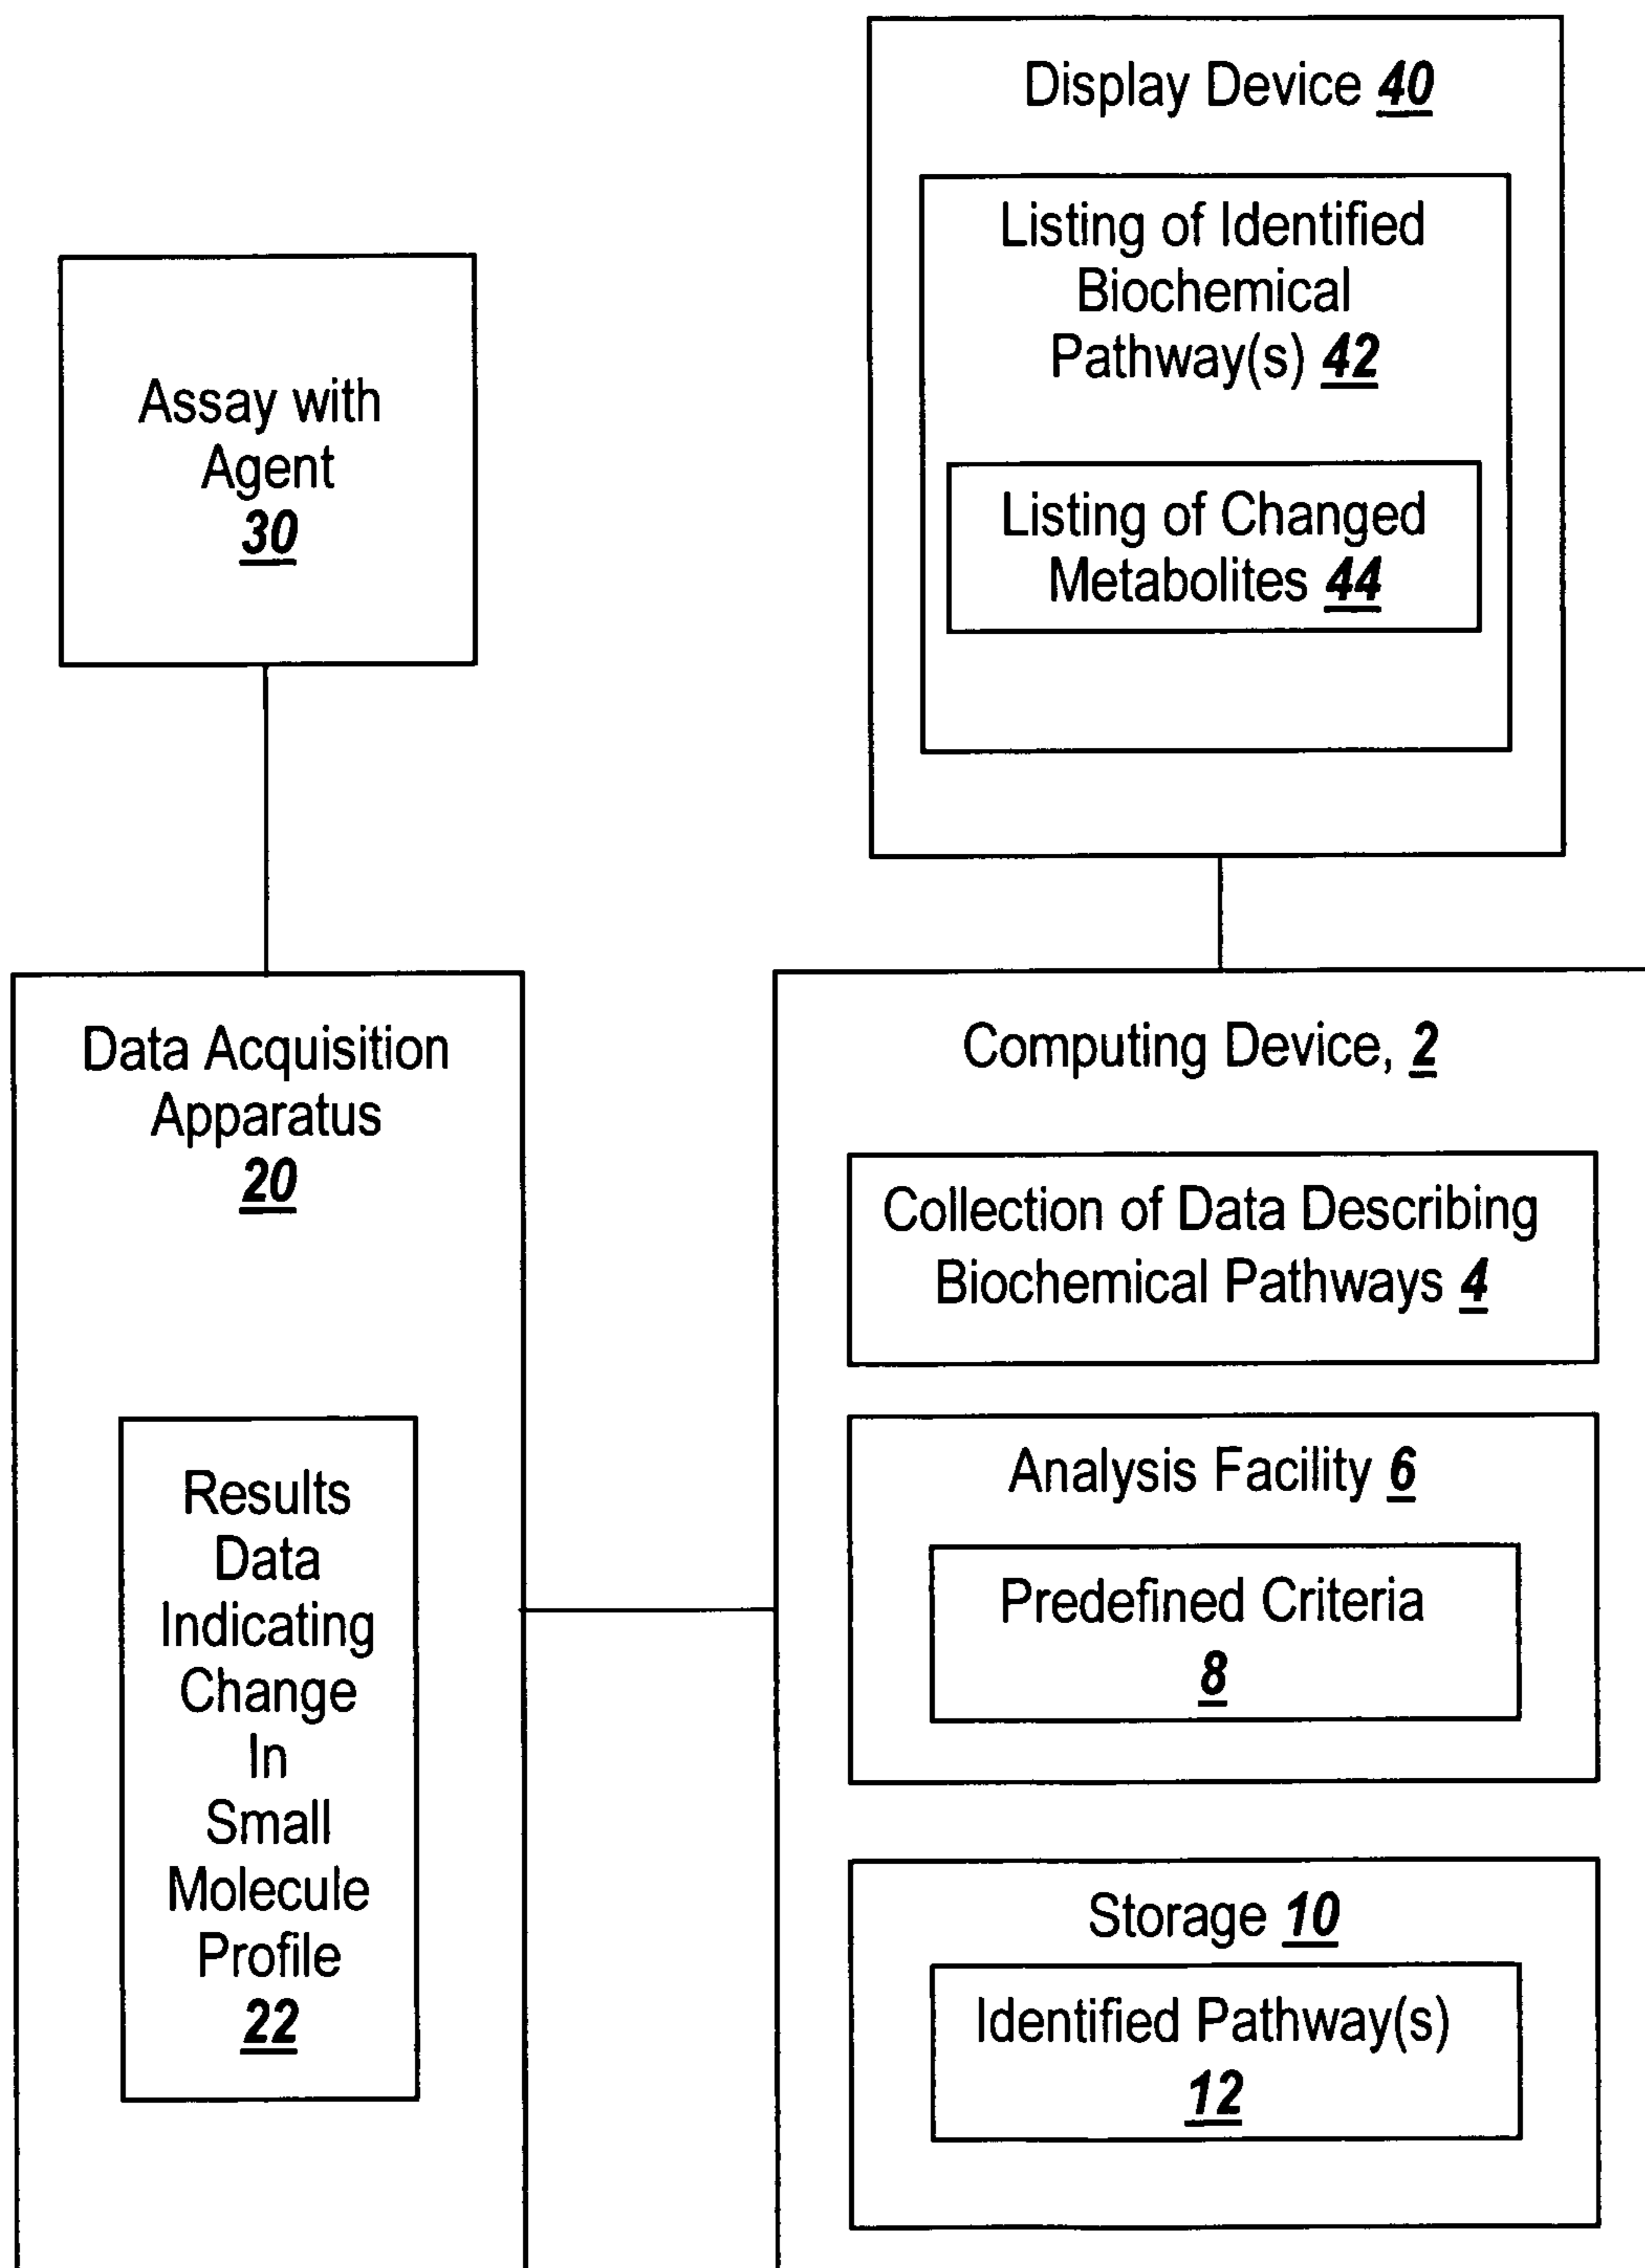 Display Device 40
Listing of Identified
Biochemical
Pathway(s) 42
Listing of Changed
Metabolites 44
Assay with
Agent
30
Data Acquisition
Apparatus
20
Results
Data
Indicating
Change
In
Small
Molecule
Profile
22
Computing Device, 2
Collection of Data Describing
Biochemical Pathways 4
Analysis Facility 6
Predefined Criteria
8
Storage 10
Identified Pathway(s)
12